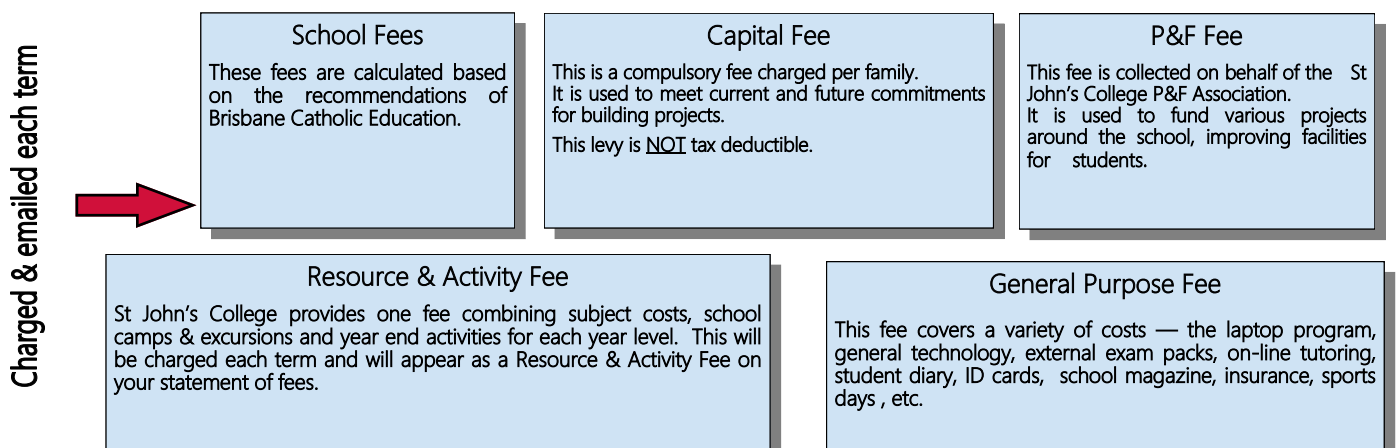 Charged & emailed each term
School Fees
These fees are calculated based
on the recommendations of
Brisbane Catholic Education.
Capital Fee
This is a compulsory fee charged per family.
It is used to meet current and future commitments
for building projects.
This levy is NOT tax deductible.
P&F Fee
This fee is collected on behalf of the St
John's College P&F Association.
It is used to fund various projects
around the school, improving facilities
for students.
Resource & Activity Fee
St John's College provides one fee combining subject costs, school
camps & excursions and year end activities for each year level. This will
be charged each term and will appear as a Resource & Activity Fee on
your statement of fees.
General Purpose Fee
This fee covers a variety of costs — the laptop program,
general technology, external exam packs, on-line tutoring,
student diary, ID cards, school magazine, insurance, sports
days , etc.